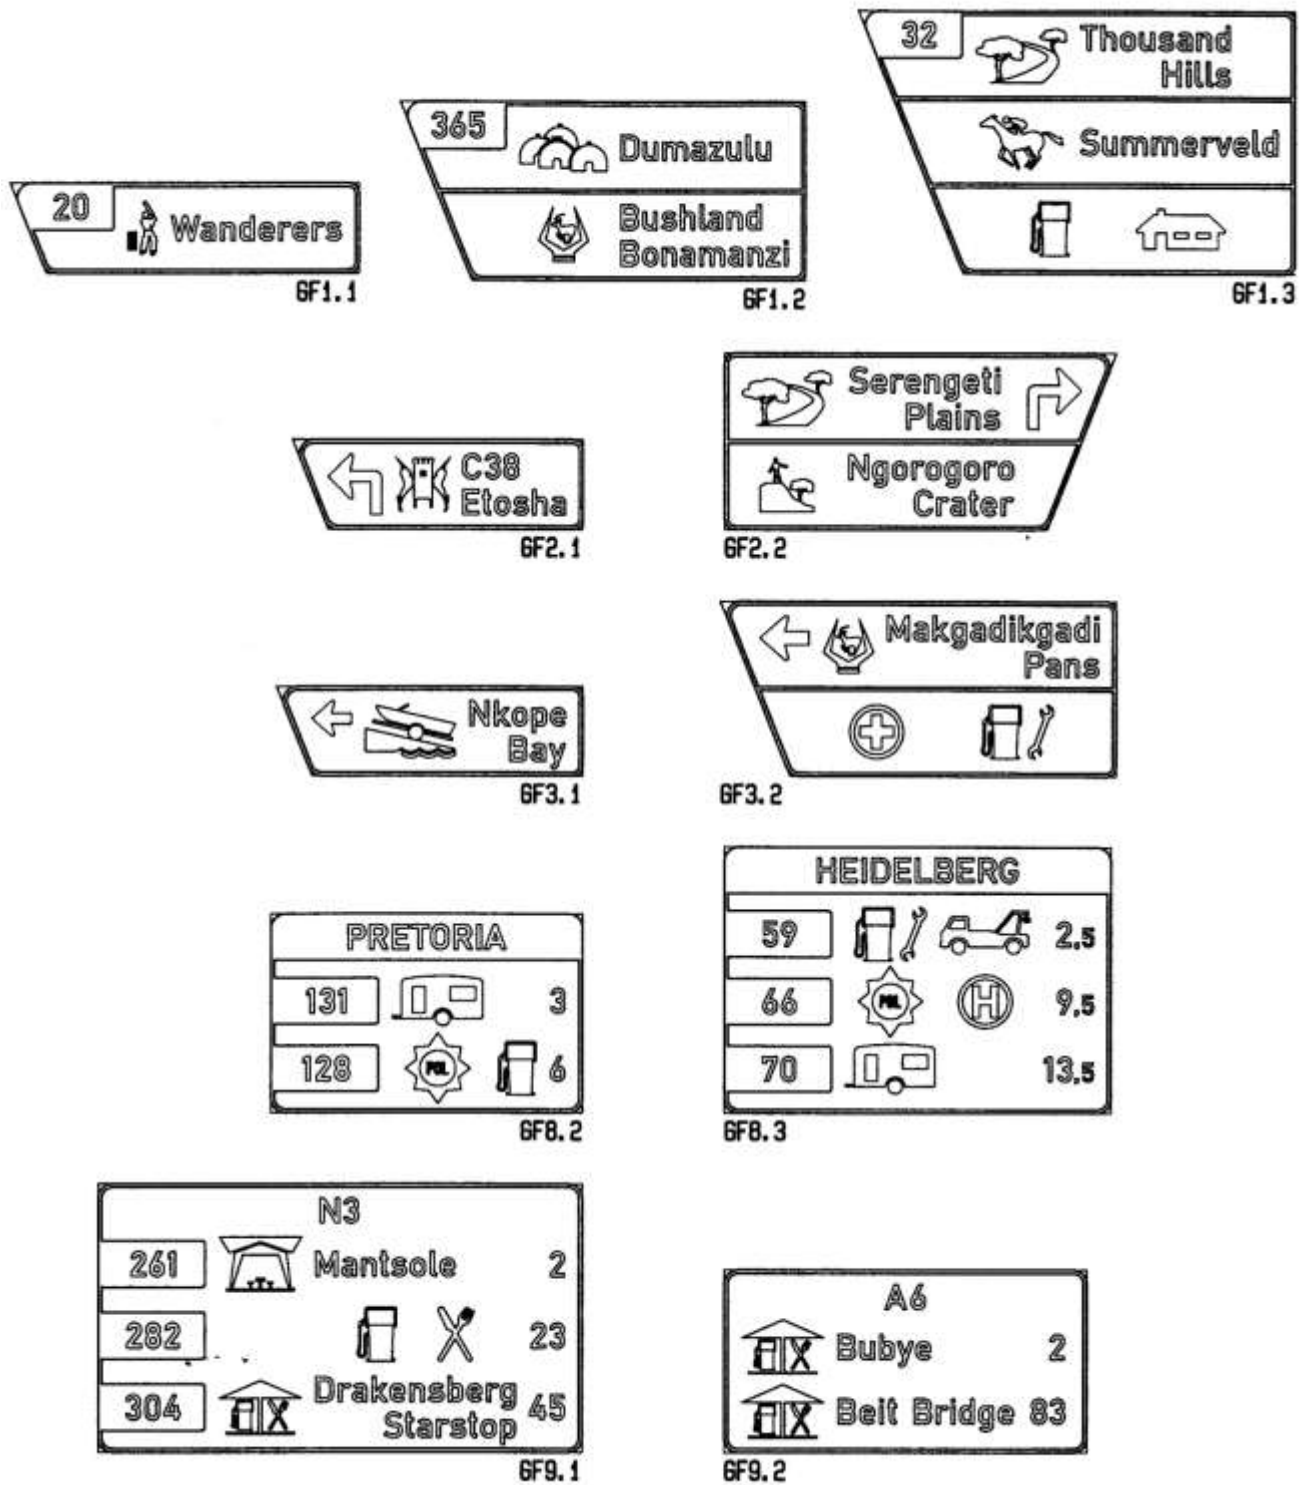 20
Wanderers
GF1.1
365
Dumazulu
Bushland
Bonamanzi
GF1.2
32
Thousand
Hills
Summerveld
GF1.3
C38
Etosha
GF2.1
Serengeti
Plains
Ngorogoro
Crater
GF2.2
Nkope
Bay
GF3.1
Makgadikgadi
Pans
GF3.2
PRETORIA
131 3
128 POL 6
GF8.2
HEIDELBERG
59 2,5
66 POL H 9,5
70 13,5
GF8.3
N3
261 Mantsole 2
282 23
304 Drakensberg 45
Starstop
GF9.1
A6
Bubye 2
Beit Bridge 83
GF9.2